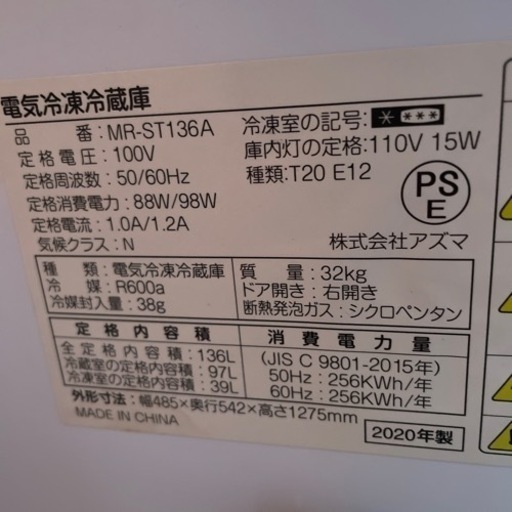 電気冷凍冷蔵庫
品 番:MR-ST136A
定格電圧:100V
定格周波数:50/60Hz
定格消費電力:88W/98W
定格電流:1.0A/1.2A
気候クラス:N
冷凍室の記号:* ***
庫内灯の定格:110V 15W
種類:T20 E12
PS
E
株式会社アズマ
種 類:電気冷凍冷蔵庫
冷 媒:R600a
冷媒封入量:38g
質 量:32kg
ドア開き:右開き
断熱発泡ガス:シクロペンタン
定格内容積
全定格内容積:136L
冷蔵室の定格内容積:97L
冷凍室の定格内容積:39L
消費電力量
(JIS C 9801-2015年)
50Hz:256KWh/年
60Hz:256KWh/年
外形寸法:幅485×奥行542×高さ1275mm
MADE IN CHINA
2020年製